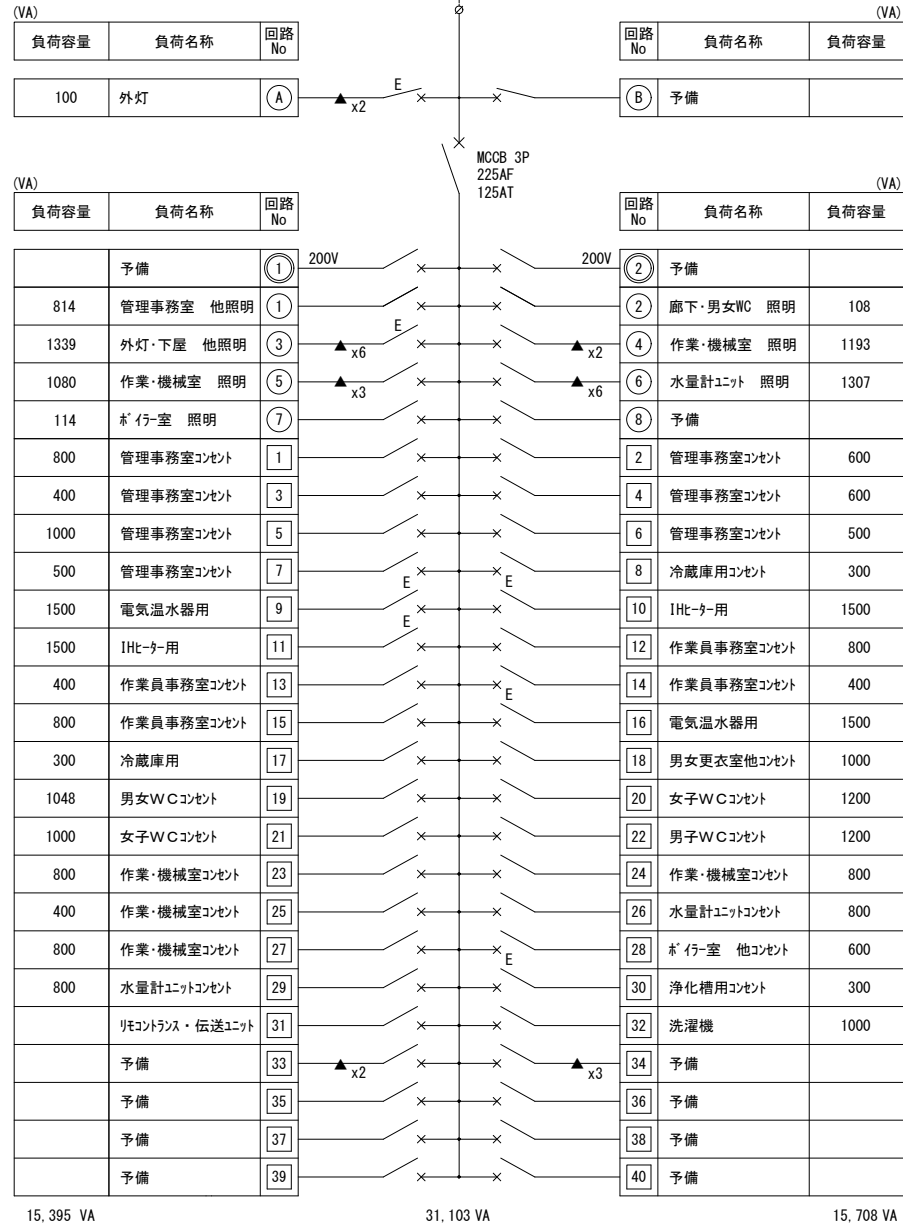 (VA) (VA)
負荷容量 負荷名称 回路No 回路No 負荷名称 負荷容量
100 外灯 A ▲ x2 E B 予備
MCCB 3P
225AF
125AT
(VA) (VA)
負荷容量 負荷名称 回路No 回路No 負荷名称 負荷容量
予備 1 200V 200V 2 予備
814 管理事務室 他照明 1 2 廊下・男女WC 照明 108
1339 外灯・下屋 他照明 3 ▲ x6 E ▲ x2 4 作業・機械室 照明 1193
1080 作業・機械室 照明 5 ▲ x3 ▲ x6 6 水量計ﾕﾆｯﾄ 照明 1307
114 ﾎﾞｲﾗｰ室 照明 7 8 予備
800 管理事務室ｺﾝｾﾝﾄ 1 2 管理事務室ｺﾝｾﾝﾄ 600
400 管理事務室ｺﾝｾﾝﾄ 3 4 管理事務室ｺﾝｾﾝﾄ 600
1000 管理事務室ｺﾝｾﾝﾄ 5 6 管理事務室ｺﾝｾﾝﾄ 500
500 管理事務室ｺﾝｾﾝﾄ 7 8 冷蔵庫用ｺﾝｾﾝﾄ 300
1500 電気温水器用 9 E E 10 IHﾋｰﾀｰ用 1500
1500 IHﾋｰﾀｰ用 11 E 12 作業員事務室ｺﾝｾﾝﾄ 800
400 作業員事務室ｺﾝｾﾝﾄ 13 14 作業員事務室ｺﾝｾﾝﾄ 400
800 作業員事務室ｺﾝｾﾝﾄ 15 E 16 電気温水器用 1500
300 冷蔵庫用 17 18 男女更衣室他ｺﾝｾﾝﾄ 1000
1048 男女ＷＣｺﾝｾﾝﾄ 19 20 女子ＷＣｺﾝｾﾝﾄ 1200
1000 女子ＷＣｺﾝｾﾝﾄ 21 22 男子ＷＣｺﾝｾﾝﾄ 1200
800 作業・機械室ｺﾝｾﾝﾄ 23 24 作業・機械室ｺﾝｾﾝﾄ 800
400 作業・機械室ｺﾝｾﾝﾄ 25 26 水量計ﾕﾆｯﾄｺﾝｾﾝﾄ 800
800 作業・機械室ｺﾝｾﾝﾄ 27 28 ﾎﾞｲﾗｰ室 他ｺﾝｾﾝﾄ 600
800 水量計ﾕﾆｯﾄｺﾝｾﾝﾄ 29 E 30 浄化槽用ｺﾝｾﾝﾄ 300
ﾘﾓｺﾝﾄﾗﾝｽ・伝送ﾕﾆｯﾄ 31 32 洗濯機 1000
予備 33 ▲ x2 ▲ x3 34 予備
予備 35 36 予備
予備 37 38 予備
予備 39 40 予備
15,395 VA 31,103 VA 15,708 VA